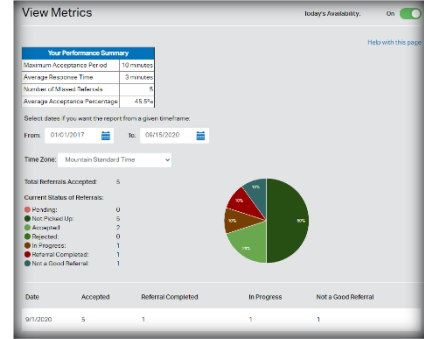 View Metrics
Today's Availability. On
Help with this page
Your Performance Summary
Maximum Acceptance Period 10 minutes
Average Response Time 3 minutes
Number of Missed Referrals 5
Average Acceptance Percentage 45.5%
Select dates if you want the report from a given timeframe:
From: 01/01/2017 To: 09/15/2020
Time Zone: Mountain Standard Time
Total Referrals Accepted: 5
Current Status of Referrals:
Pending: 0
Not Picked Up: 5
Accepted: 2
Rejected: 0
In Progress: 1
Referral Completed: 1
Not a Good Referral: 1
10%
10%
10%
50%
Date Accepted Referral Completed In Progress Not a Good Referral
9/1/2020 5 1 1 1